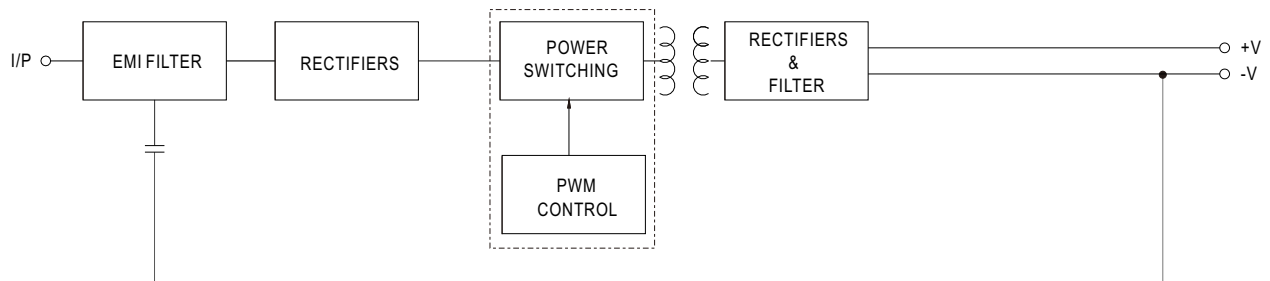 I/P
EMI FILTER
RECTIFIERS
POWER
SWITCHING
PWM
CONTROL
RECTIFIERS
&
FILTER
+V
-V